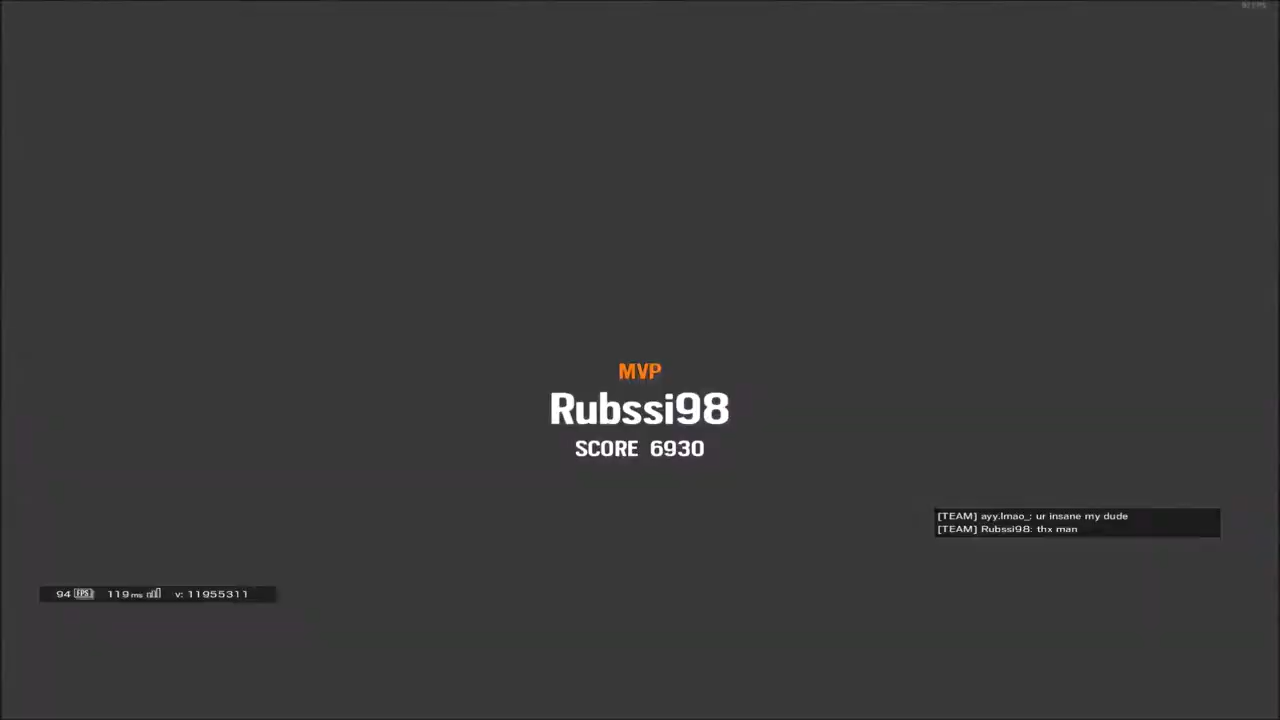 MVP
Rubssi98
SCORE 6930
[TEAM] ayy.lmao_: ur insane my dude
[TEAM] Rubssi98: thx man
94 FPS 119 ms v: 11955311